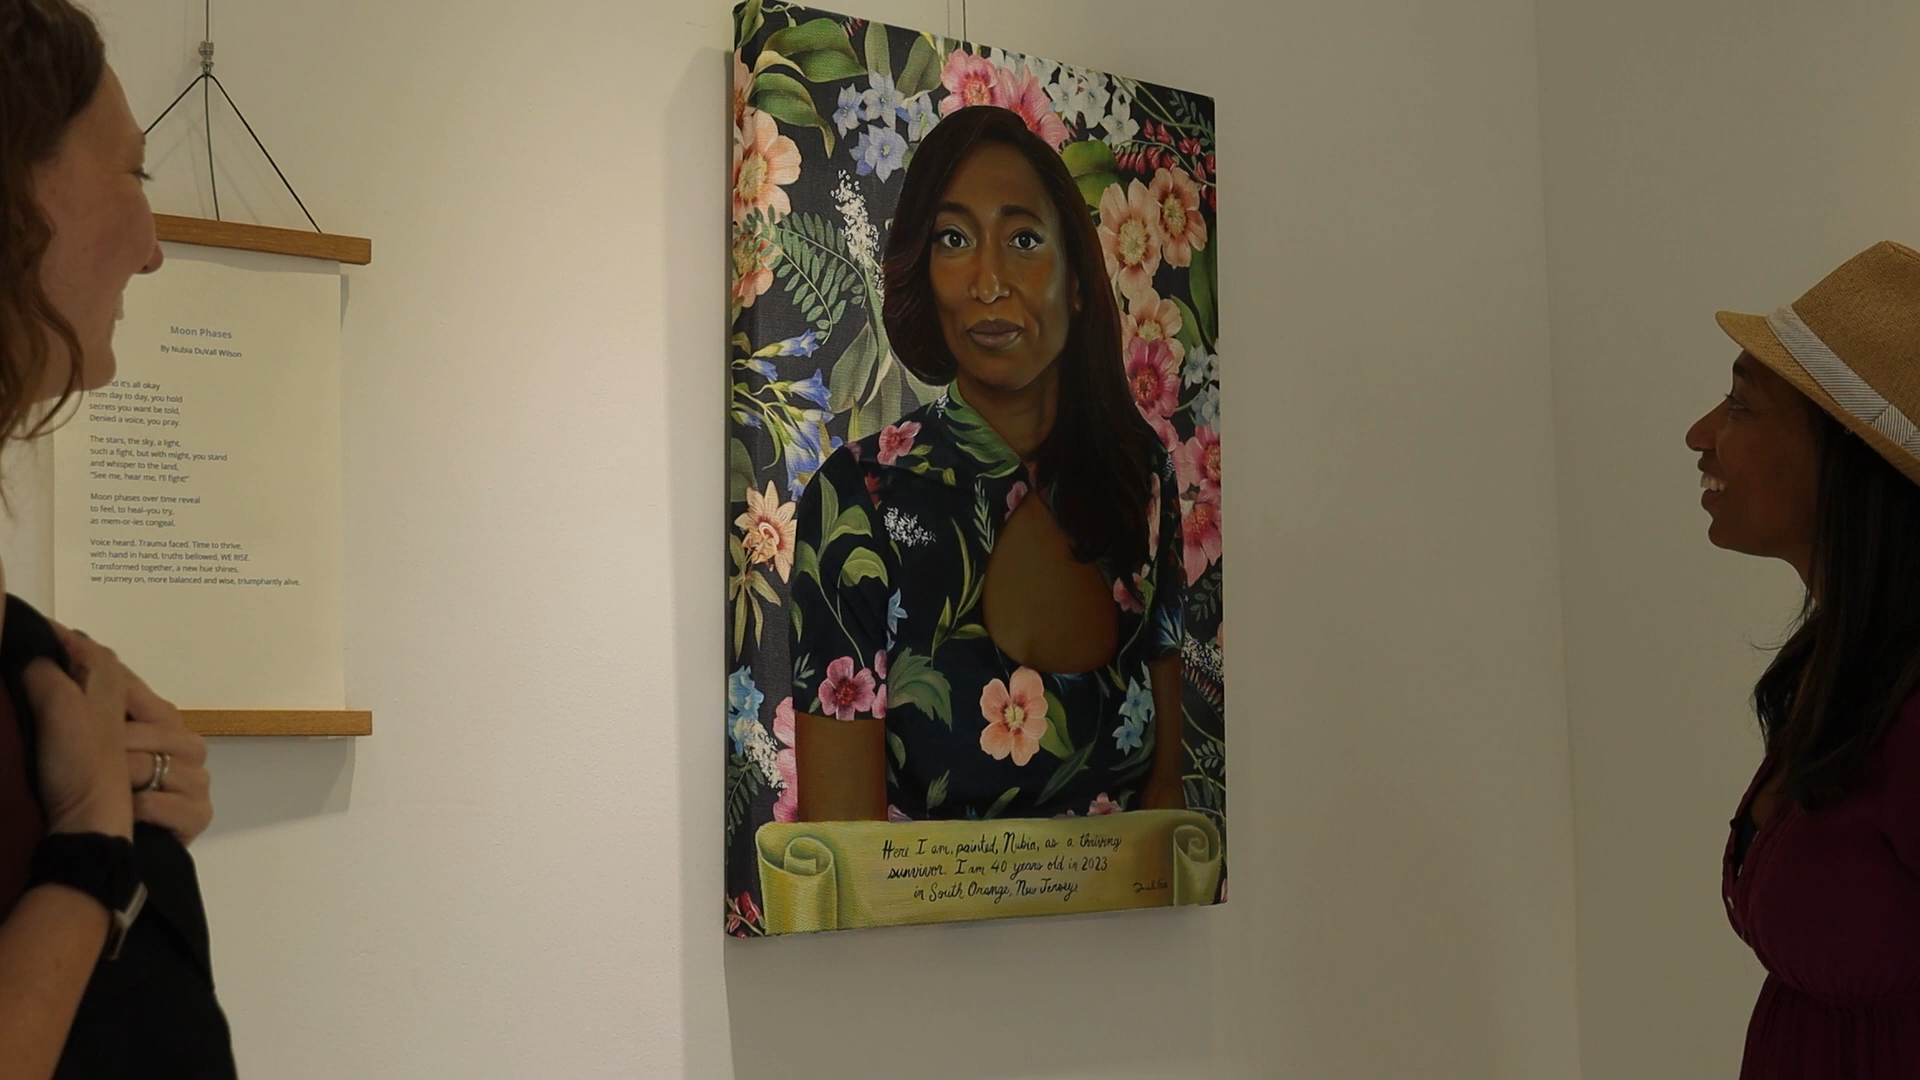 Moon Phases
By Nubia DuVall Wilson
it's all okay
from day to day, you hold
secrets you want be told,
Denied a voice, you pray.
The stars, the sky, a light,
such a fight, but with might, you stand
and whisper to the land,
"See me, hear me, I'll fight!"
Moon phases over time reveal
to feel, to heal–you try,
as mem-or-ies congeal.
Voice heard. Trauma faced. Time to thrive,
with hand in hand, truths bellowed, WE RISE.
Transformed together, a new hue shines,
we journey on, more balanced and wise, triumphantly alive.
Here I am, painted, Nubia, as a thriving
survivor. I am 40 years old in 2023
in South Orange, New Jersey.